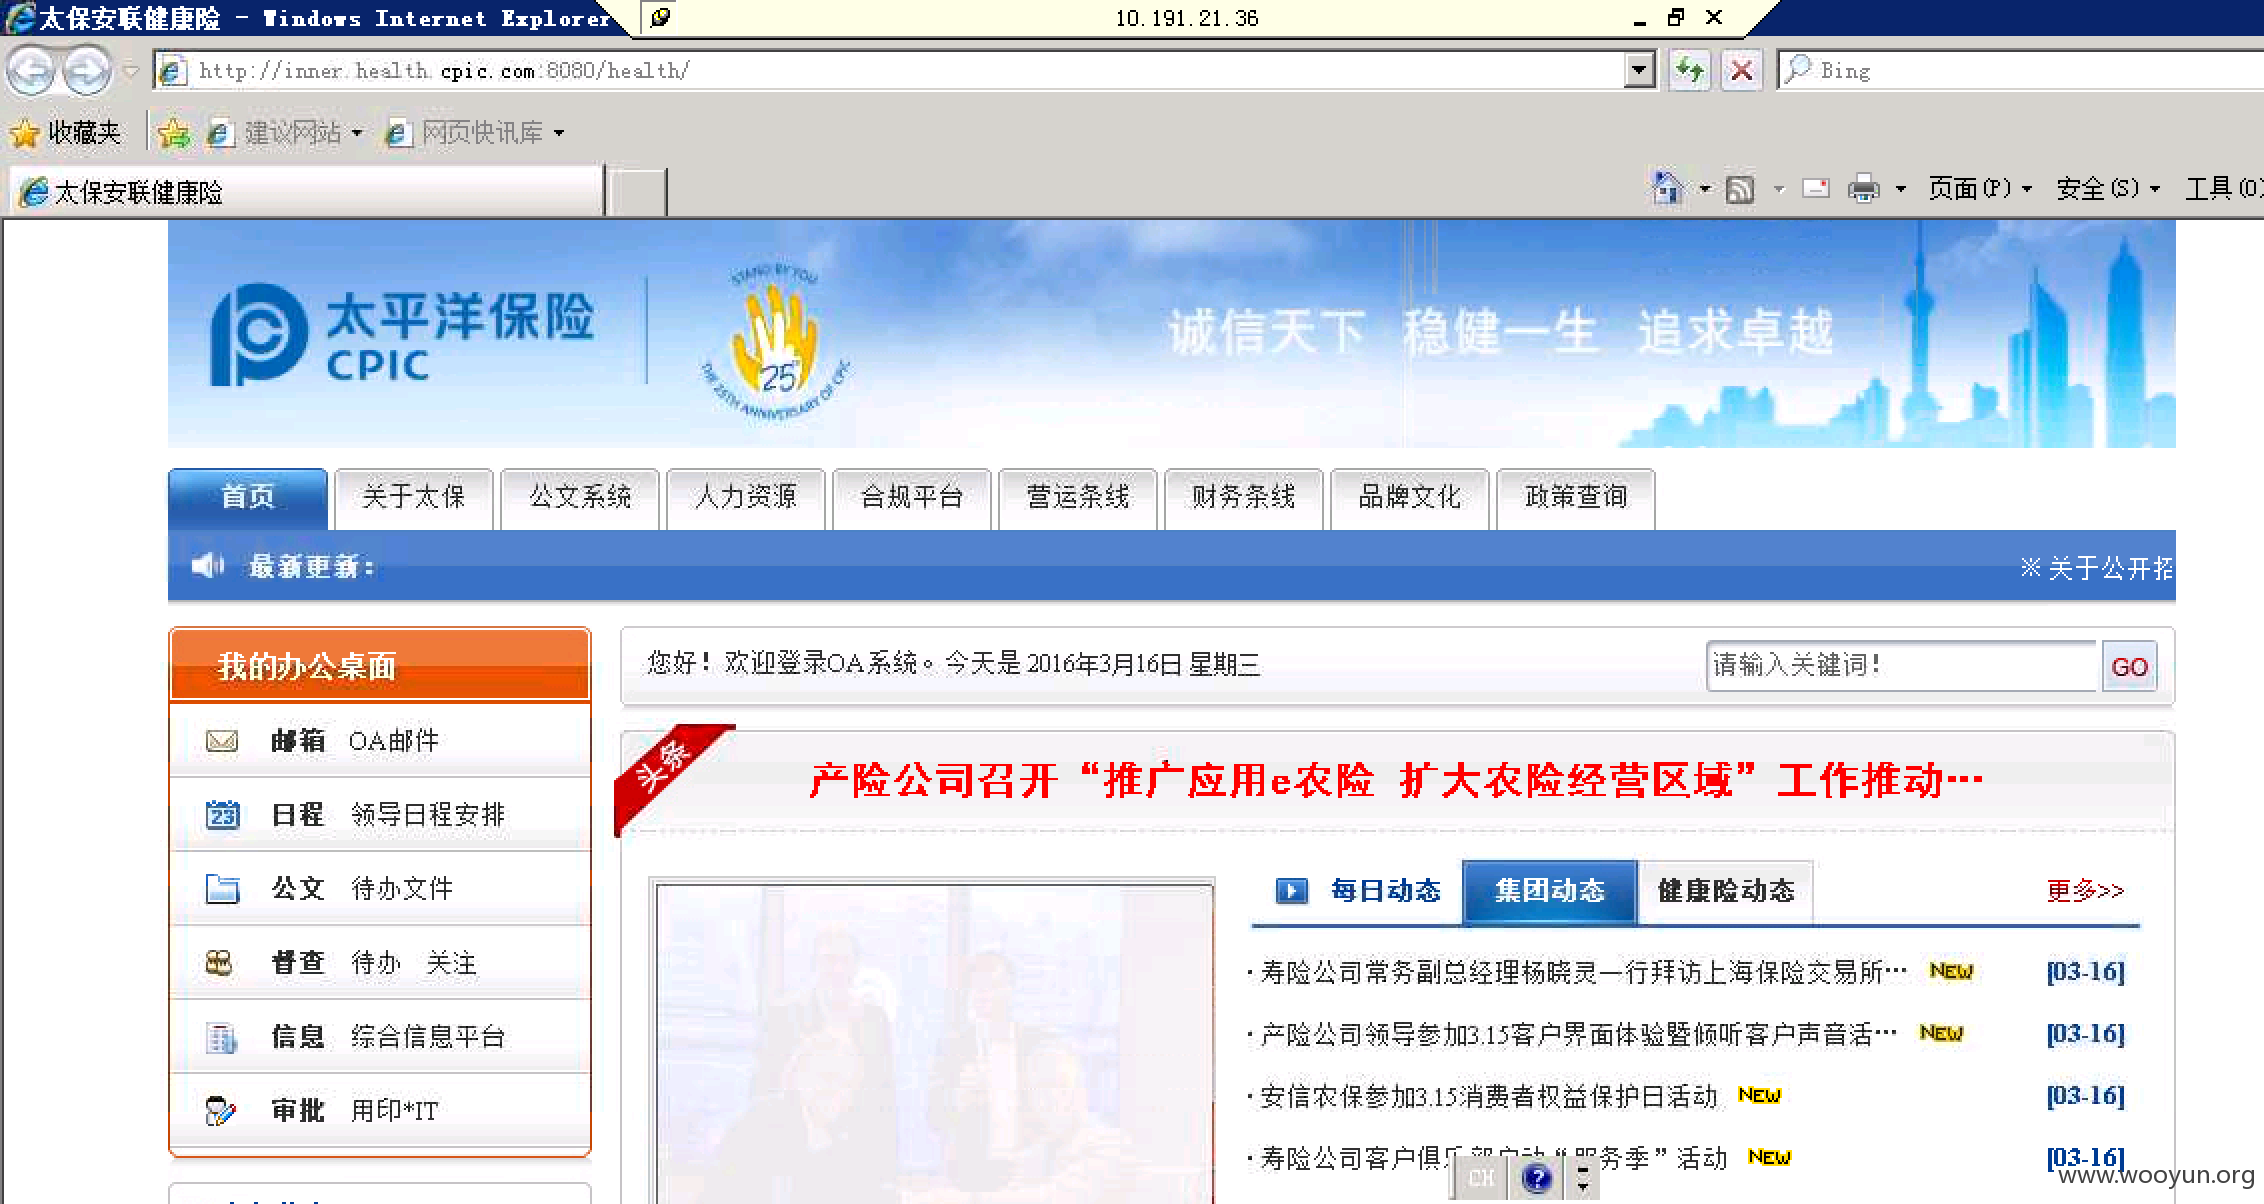 太保安联健康险 - Windows Internet Explorer
10.191.21.36
http://inner.health.cpic.com:8080/health/
Bing
收藏夹 建议网站 网页快讯库
太保安联健康险
页面(P) 安全(S) 工具(O)
太平洋保险
CPIC
STAND BY YOU
25
THE 25TH ANNIVERSARY OF CPIC
诚信天下 稳健一生 追求卓越
首页 关于太保 公文系统 人力资源 合规平台 营运条线 财务条线 品牌文化 政策查询
最新更新：
※ 关于公开招
我的办公桌面
邮箱 OA邮件
23 日程 领导日程安排
公文 待办文件
督查 待办 关注
信息 综合信息平台
审批 用印*IT
您好！欢迎登录OA系统。今天是 2016年3月16日 星期三
请输入关键词！
GO
头条
产险公司召开“推广应用e农险 扩大农险经营区域”工作推动…
每日动态 集团动态 健康险动态 更多>>
· 寿险公司常务副总经理杨晓灵一行拜访上海保险交易所… NEW [03-16]
· 产险公司领导参加3.15客户界面体验暨倾听客户声音活… NEW [03-16]
· 安信农保参加3.15消费者权益保护日活动 NEW [03-16]
· 寿险公司客户俱 服务季”活动 NEW [03-16]
CH
www.wooyun.org